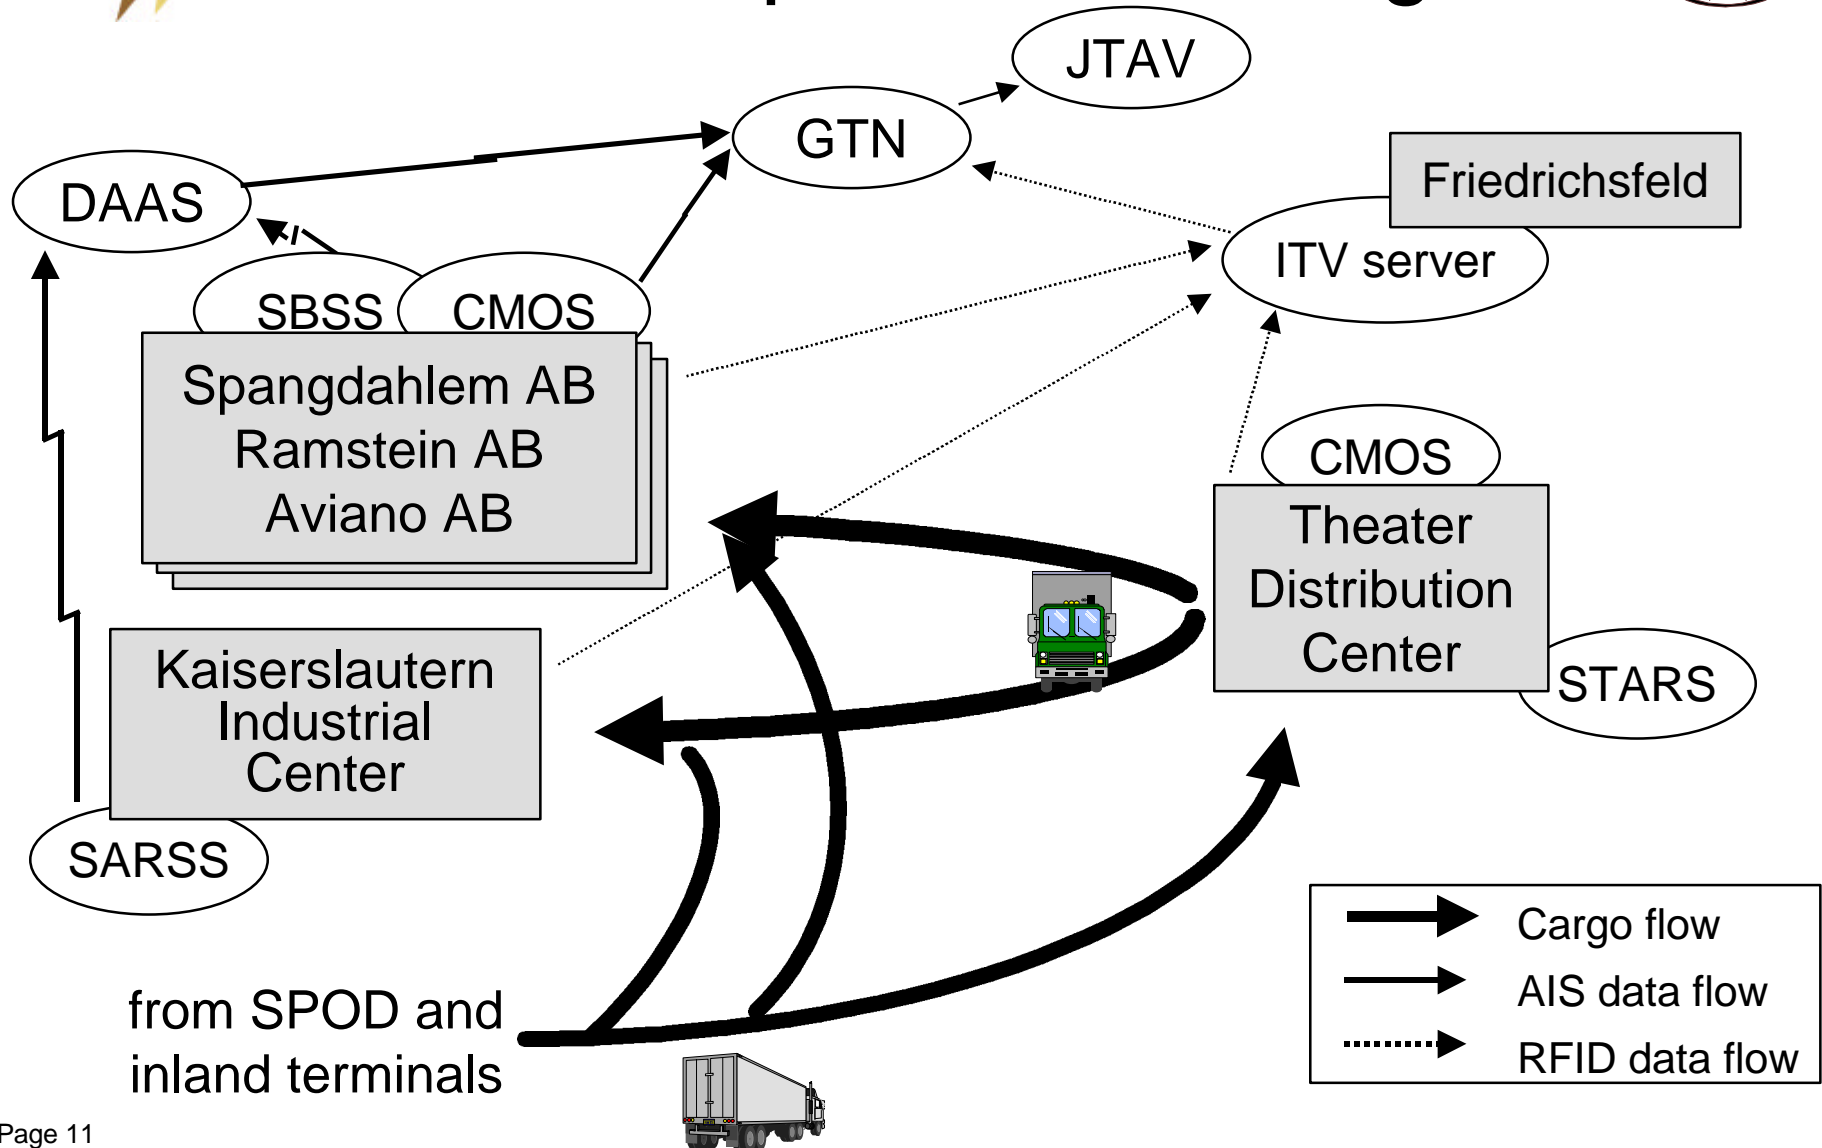 JTAV
GTN
Friedrichsfeld
DAAS
ITV server
SBSS
CMOS
Spangdahlem AB
Ramstein AB
Aviano AB
CMOS
Theater
Distribution
Center
STARS
Kaiserslautern
Industrial
Center
SARSS
Cargo flow
AIS data flow
RFID data flow
from SPOD and
inland terminals
Page 11